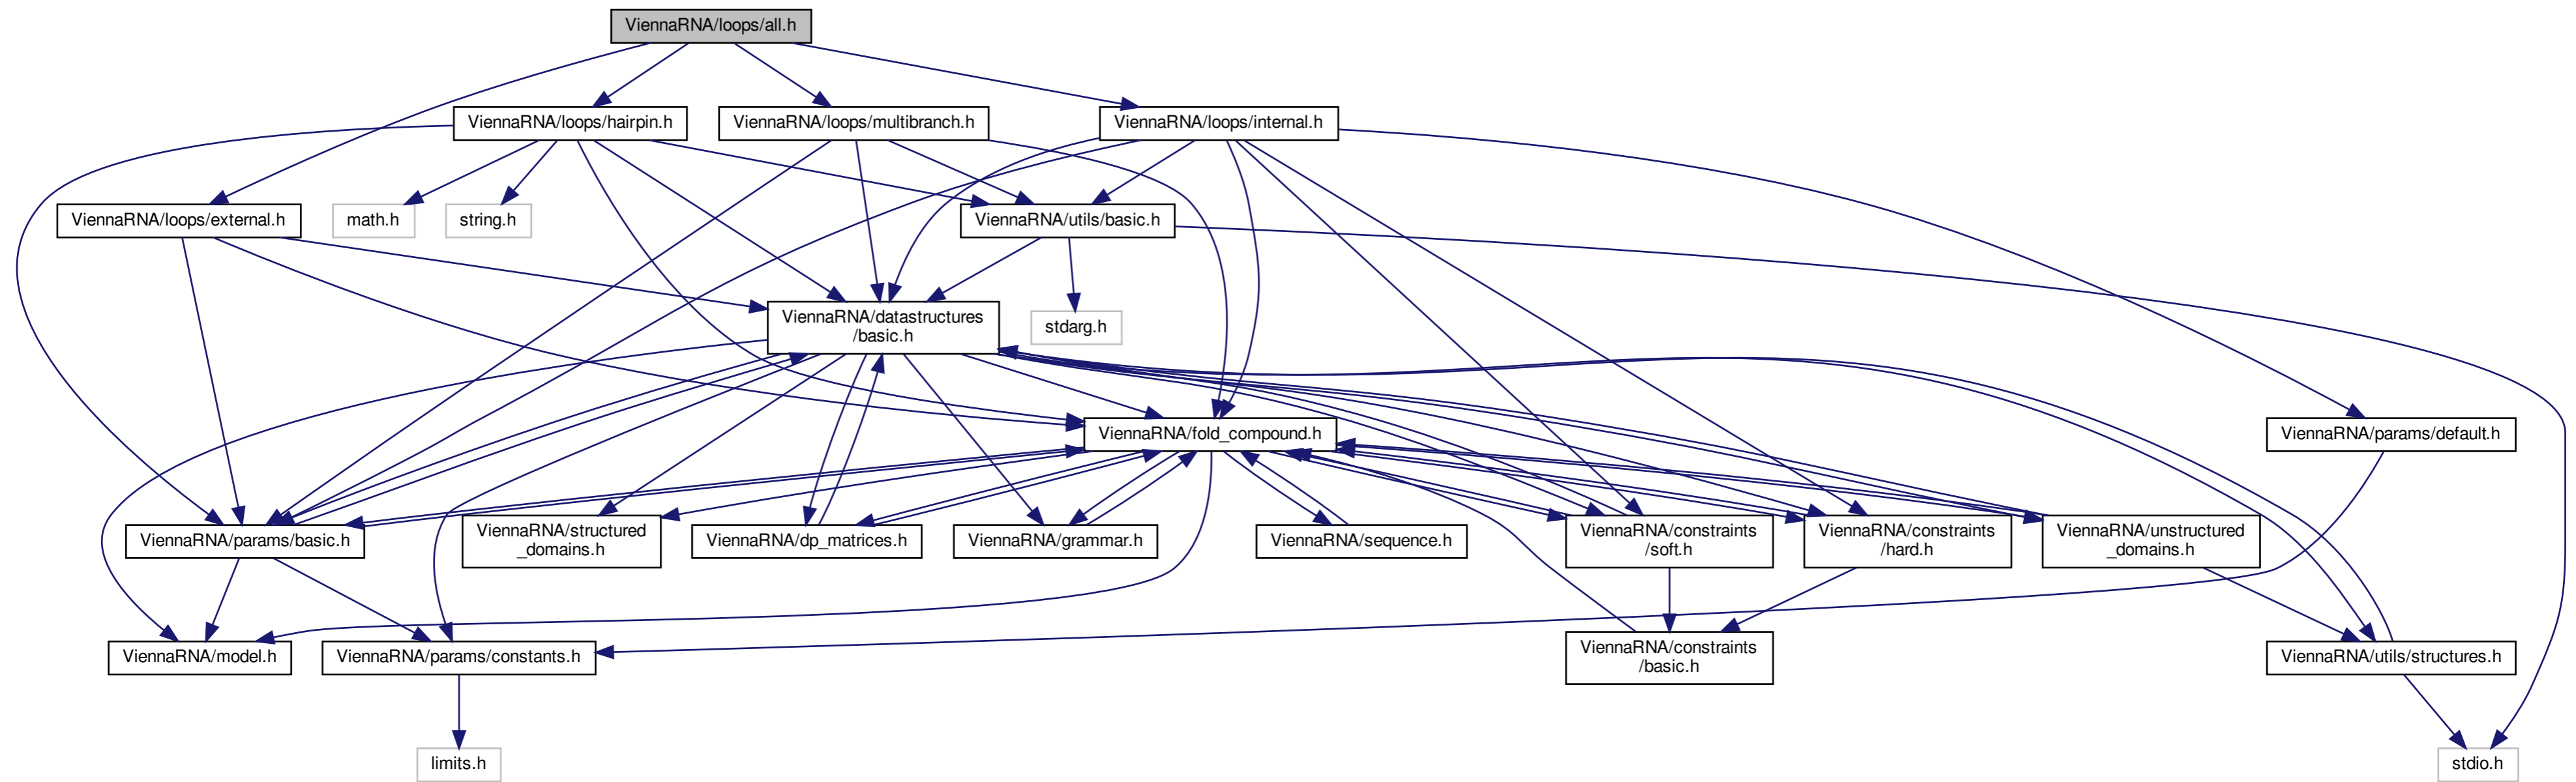 ViennaRNA/loops/all.h
ViennaRNA/loops/hairpin.h
ViennaRNA/loops/multibranch.h
ViennaRNA/loops/internal.h
ViennaRNA/loops/external.h
math.h
string.h
ViennaRNA/utils/basic.h
ViennaRNA/datastructures
/basic.h
stdarg.h
ViennaRNA/fold_compound.h
ViennaRNA/params/default.h
ViennaRNA/params/basic.h
ViennaRNA/structured
_domains.h
ViennaRNA/dp_matrices.h
ViennaRNA/grammar.h
ViennaRNA/sequence.h
ViennaRNA/constraints
/soft.h
ViennaRNA/constraints
/hard.h
ViennaRNA/unstructured
_domains.h
ViennaRNA/model.h
ViennaRNA/params/constants.h
ViennaRNA/constraints
/basic.h
ViennaRNA/utils/structures.h
limits.h
stdio.h